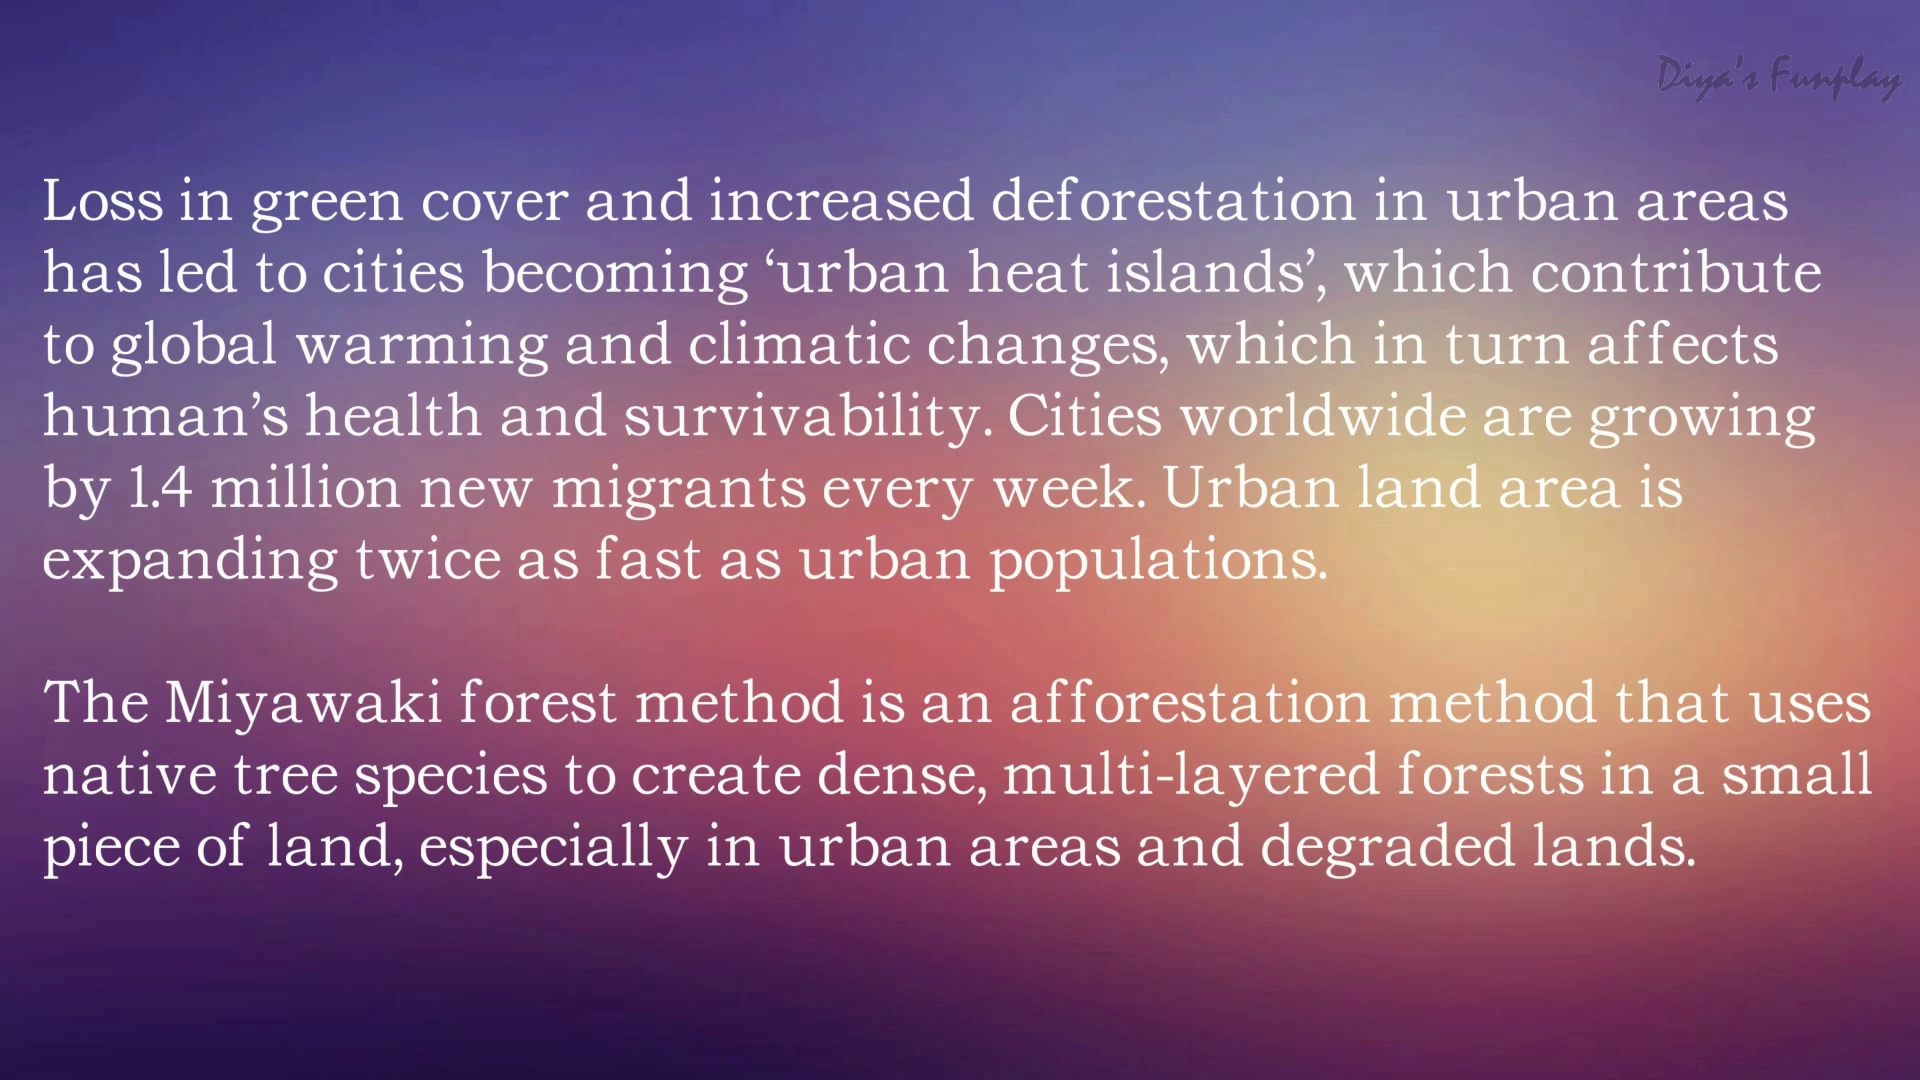 Diya's Funplay
Loss in green cover and increased deforestation in urban areas
has led to cities becoming ‘urban heat islands’, which contribute
to global warming and climatic changes, which in turn affects
human’s health and survivability. Cities worldwide are growing
by 1.4 million new migrants every week. Urban land area is
expanding twice as fast as urban populations.
The Miyawaki forest method is an afforestation method that uses
native tree species to create dense, multi-layered forests in a small
piece of land, especially in urban areas and degraded lands.